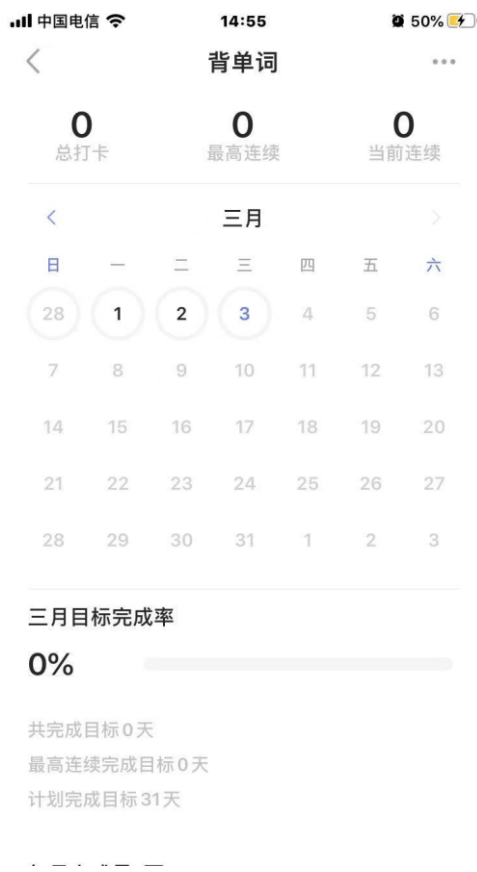 中国电信 14:55 50%
背单词
0 0 0
总打卡 最高连续 当前连续
三月
日 一 二 三 四 五 六
28 1 2 3 4 5 6
7 8 9 10 11 12 13
14 15 16 17 18 19 20
21 22 23 24 25 26 27
28 29 30 31 1 2 3
三月目标完成率
0%
共完成目标0天
最高连续完成目标0天
计划完成目标31天